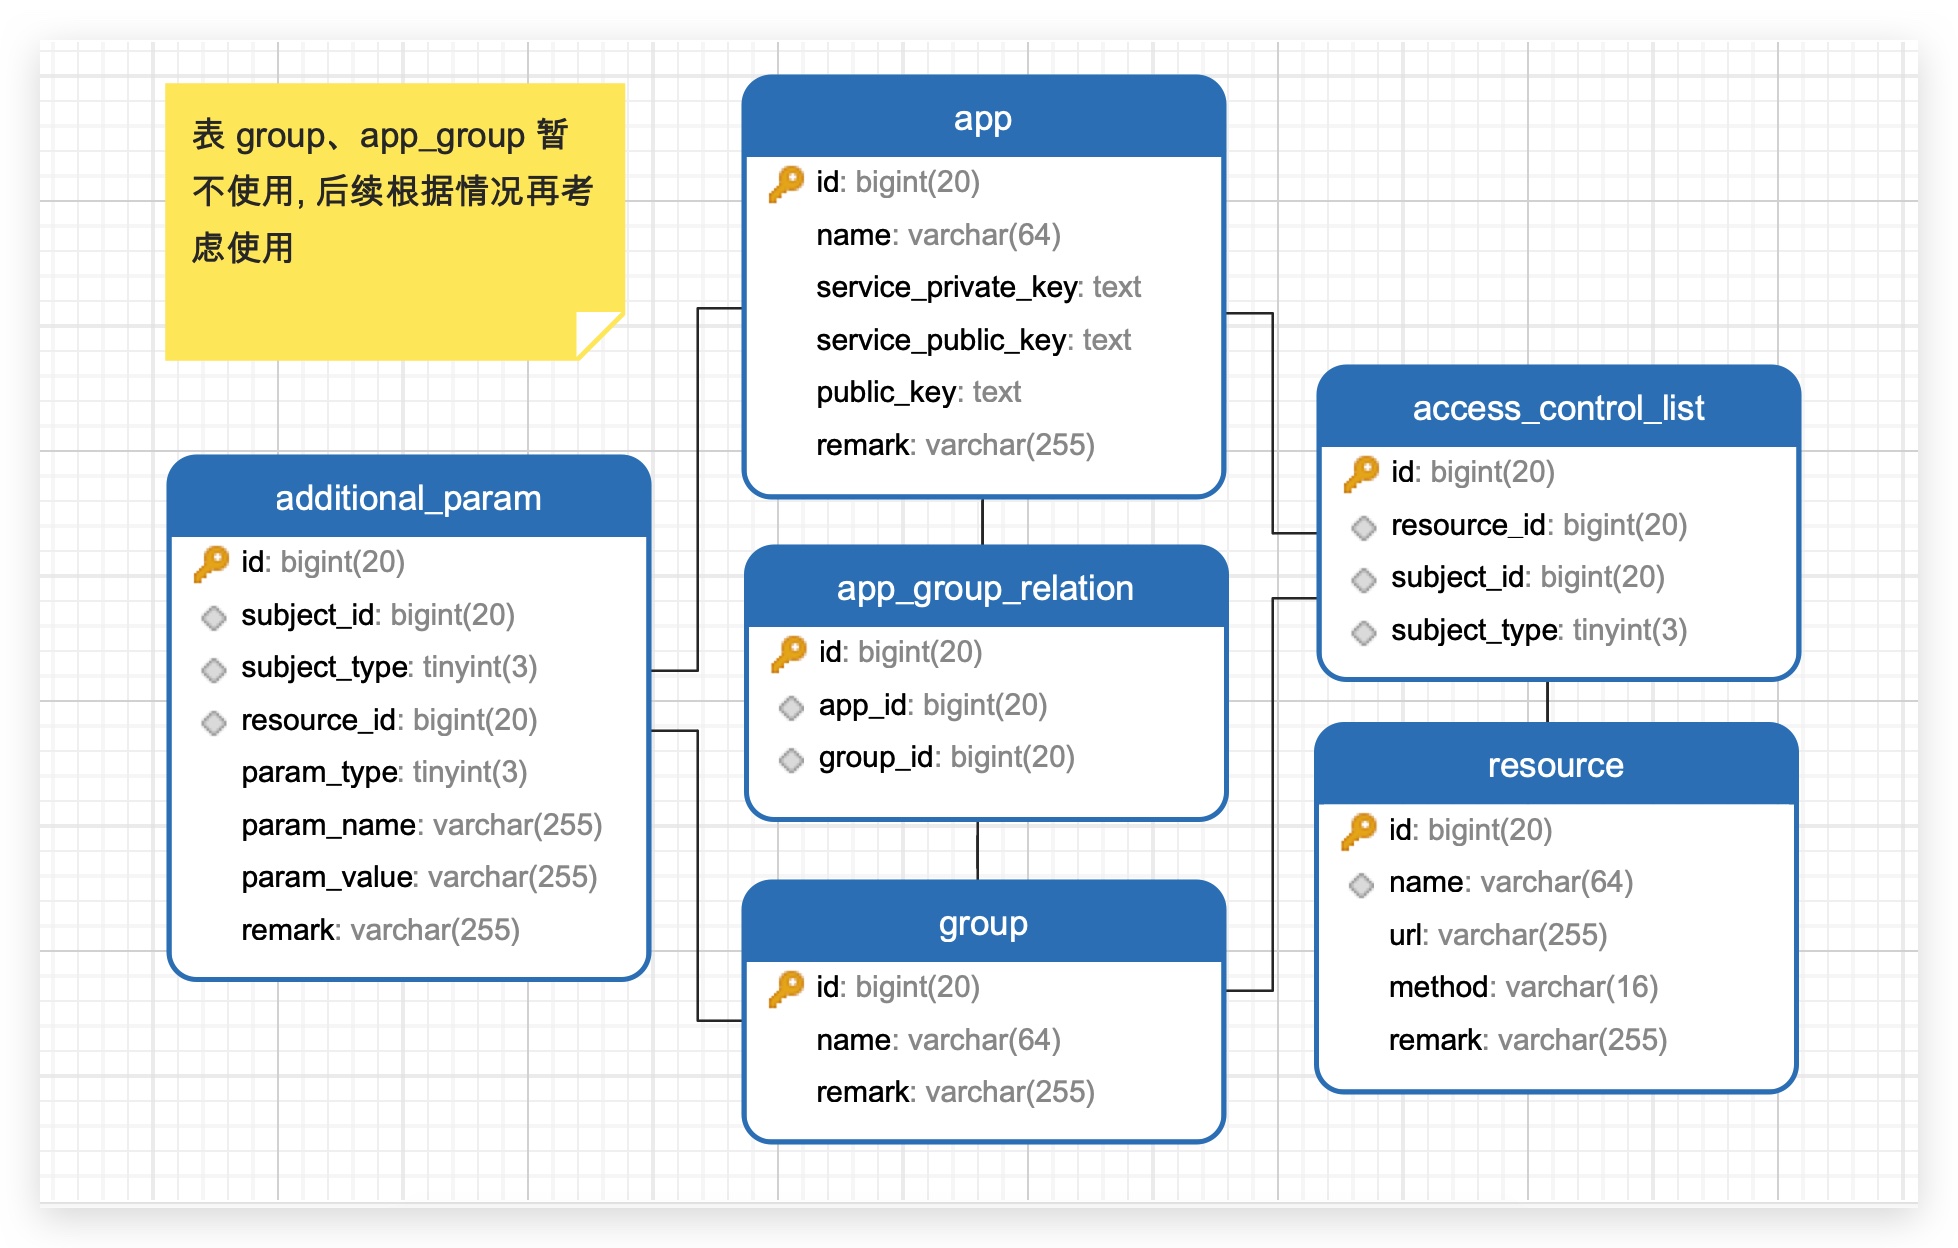 表 group、app_group 暂
不使用, 后续根据情况再考
虑使用
app
id: bigint(20)
name: varchar(64)
service_private_key: text
service_public_key: text
public_key: text
remark: varchar(255)
additional_param
id: bigint(20)
subject_id: bigint(20)
subject_type: tinyint(3)
resource_id: bigint(20)
param_type: tinyint(3)
param_name: varchar(255)
param_value: varchar(255)
remark: varchar(255)
app_group_relation
id: bigint(20)
app_id: bigint(20)
group_id: bigint(20)
group
id: bigint(20)
name: varchar(64)
remark: varchar(255)
access_control_list
id: bigint(20)
resource_id: bigint(20)
subject_id: bigint(20)
subject_type: tinyint(3)
resource
id: bigint(20)
name: varchar(64)
url: varchar(255)
method: varchar(16)
remark: varchar(255)